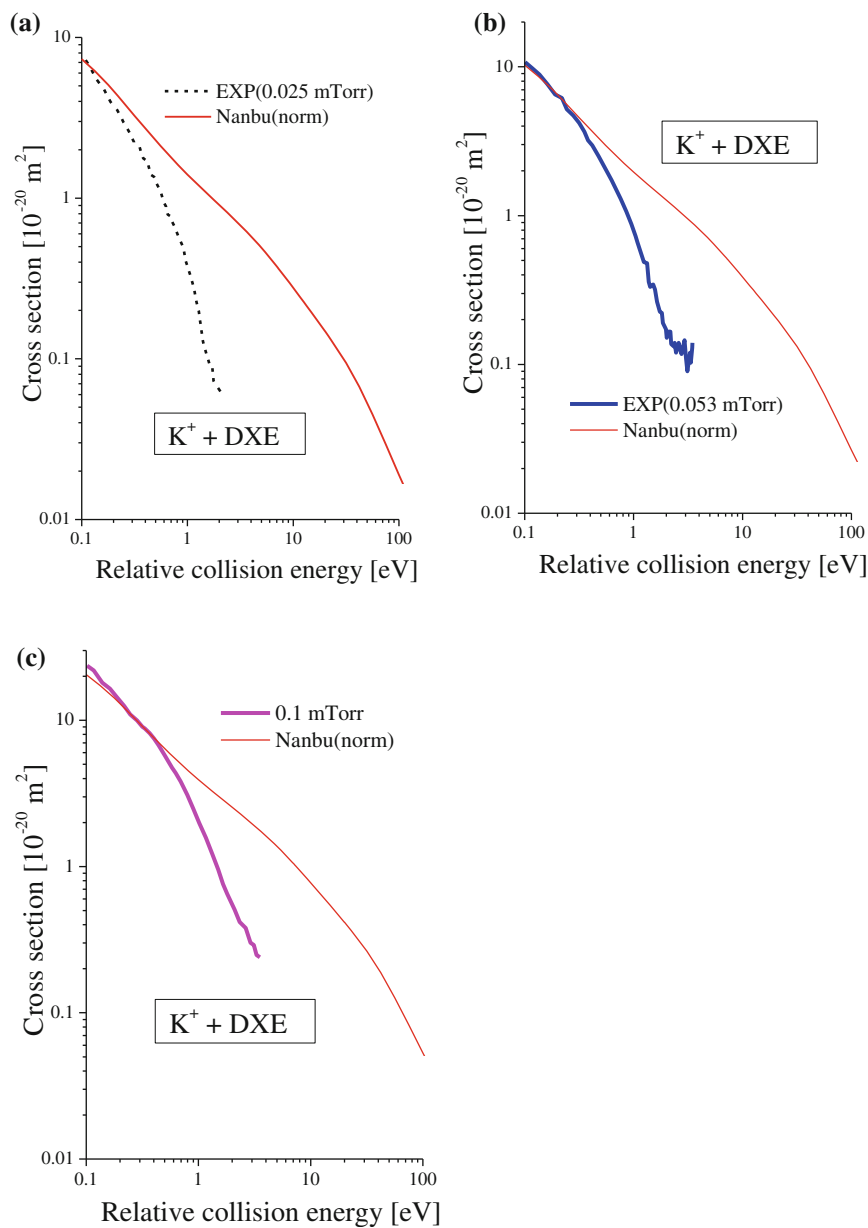 (a)
10
1
0.1
0.01
0.1
1
10
100
Cross section [10⁻²⁰ m²]
Relative collision energy [eV]
EXP(0.025 mTorr)
Nanbu(norm)
K⁺ + DXE
(b)
10
1
0.1
0.01
0.1
1
10
100
Cross section [10⁻²⁰ m²]
Relative collision energy [eV]
K⁺ + DXE
EXP(0.053 mTorr)
Nanbu(norm)
(c)
10
1
0.1
0.01
0.1
1
10
100
Cross section [10⁻²⁰ m²]
Relative collision energy [eV]
0.1 mTorr
Nanbu(norm)
K⁺ + DXE